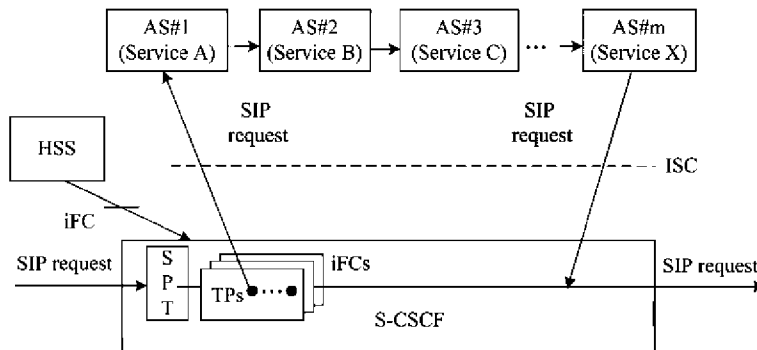 AS#1
(Service A)
AS#2
(Service B)
AS#3
(Service C)
...
AS#m
(Service X)
SIP
request
SIP
request
HSS
ISC
iFC
SIP request
S
P
T
iFCs
TPs
...
SIP request
S-CSCF